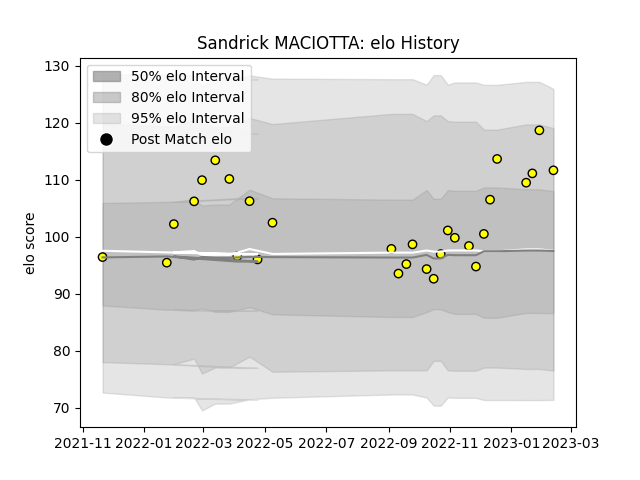 Sandrick MACIOTTA: elo History
50% elo Interval
80% elo Interval
95% elo Interval
Post Match elo
elo score
130
120
110
100
90
80
70
2021-11 2022-01 2022-03 2022-05 2022-07 2022-09 2022-11 2023-01 2023-03